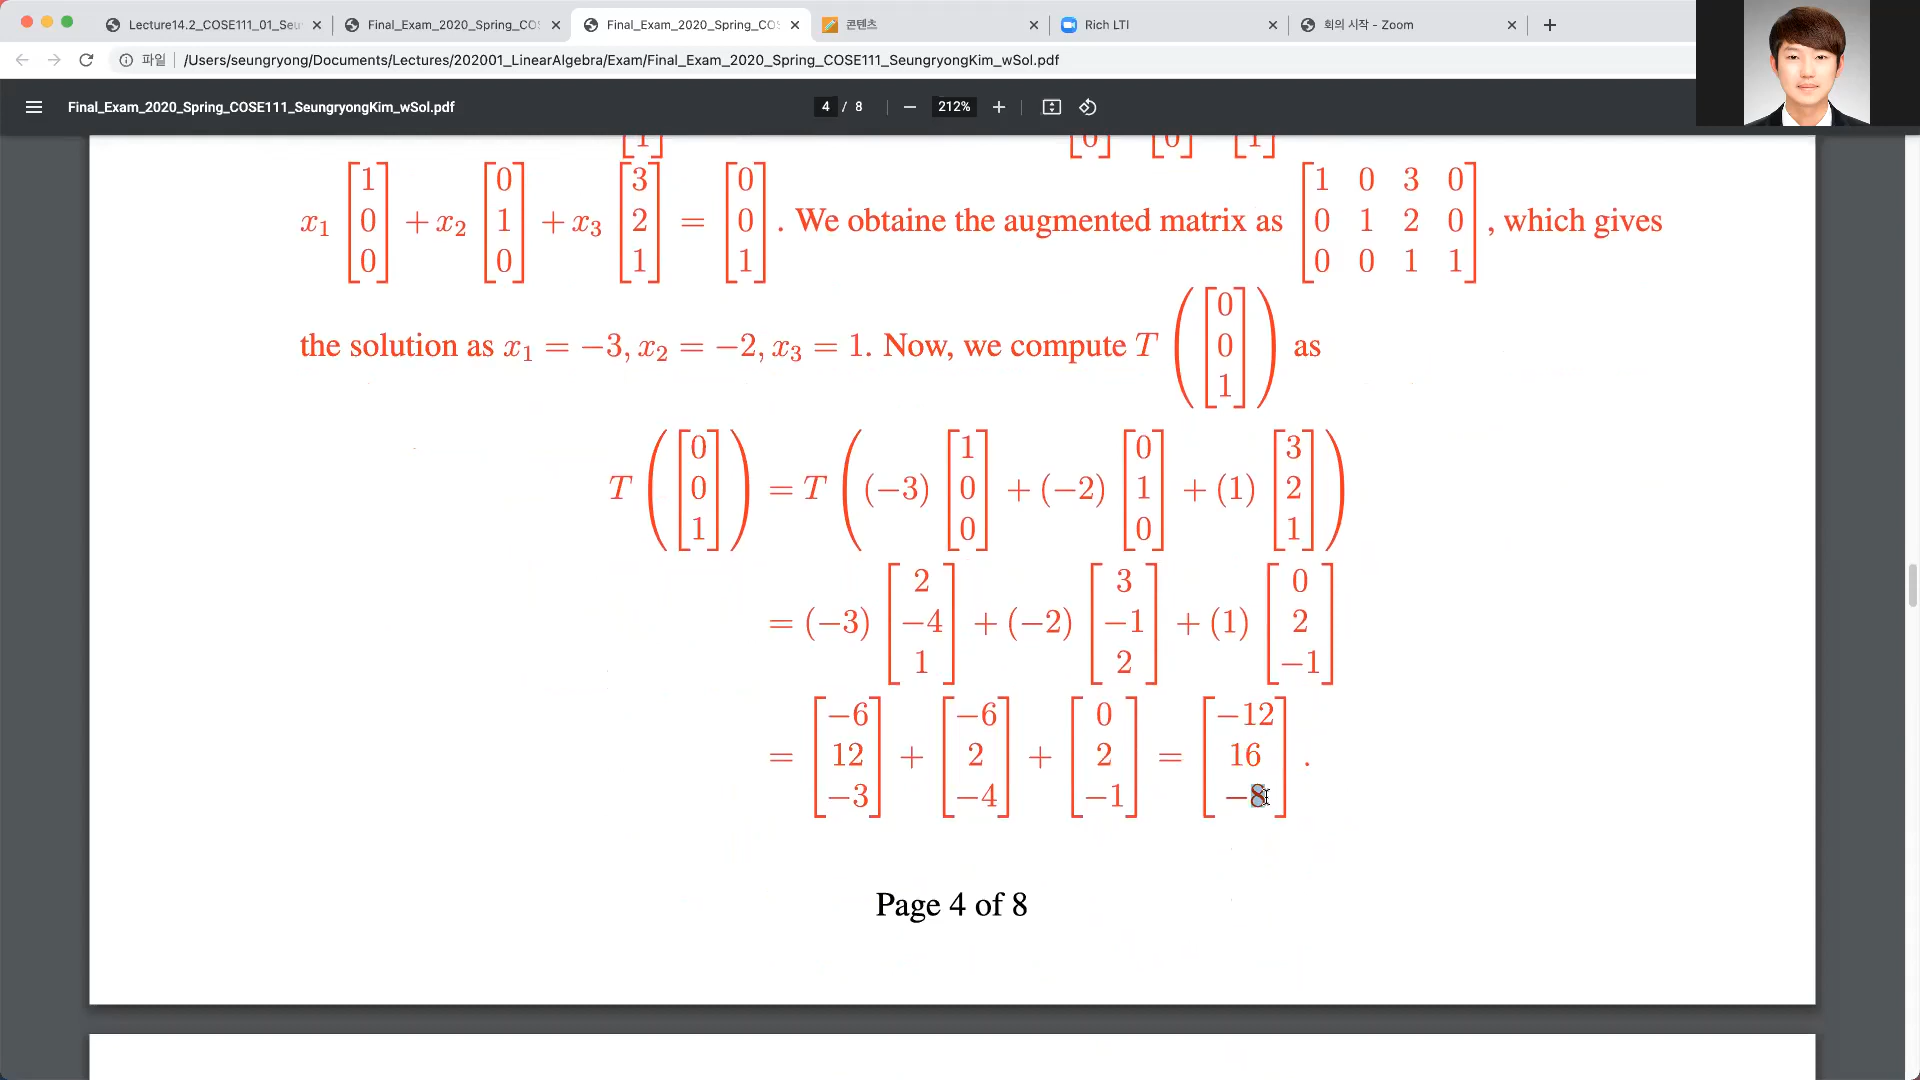 Lecture14.2_COSE111_01_Seu
Final_Exam_2020_Spring_COS
Final_Exam_2020_Spring_COS
콘텐츠
Rich LTI
회의 시작 - Zoom
파일 /Users/seungryong/Documents/Lectures/202001_LinearAlgebra/Exam/Final_Exam_2020_Spring_COSE111_SeungryongKim_wSol.pdf
Final_Exam_2020_Spring_COSE111_SeungryongKim_wSol.pdf
4 / 8
212%
x₁ [1 0 0] + x₂ [0 1 0] + x₃ [3 2 1] = [0 0 1]. We obtaine the augmented matrix as [1 0 3 0; 0 1 2 0; 0 0 1 1], which gives
the solution as x₁ = −3, x₂ = −2, x₃ = 1. Now, we compute T ([0 0 1]) as
T ([0 0 1]) = T ((−3) [1 0 0] + (−2) [0 1 0] + (1) [3 2 1])
= (−3) [2 −4 1] + (−2) [3 −1 2] + (1) [0 2 −1]
= [−6 12 −3] + [−6 2 −4] + [0 2 −1] = [−12 16 −8].
Page 4 of 8